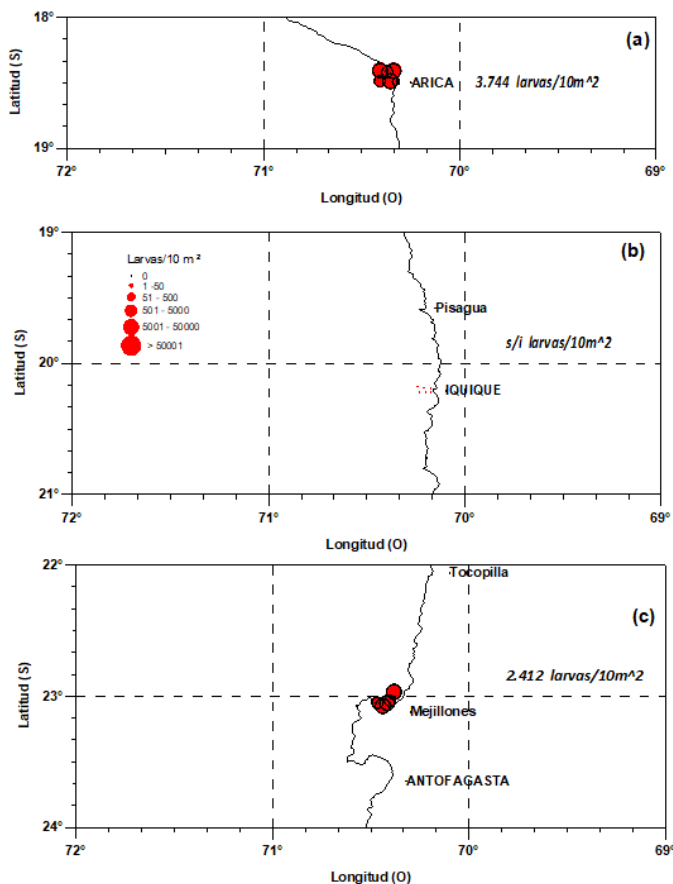 18°
(a)
ARICA
3.744 larvas/10m^2
Latitud (S)
19°
72°
71°
70°
69°
Longitud (O)
19°
(b)
Larvas/10 m ²
0
1 -50
51 - 500
501 - 5000
5001 - 50000
> 50001
Pisagua
s/i larvas/10m^2
Latitud (S)
20°
IQUIQUE
21°
72°
71°
70°
69°
Longitud (O)
22°
Tocopilla
(c)
2.412 larvas/10m^2
Latitud (S)
23°
Mejillones
ANTOFAGASTA
24°
72°
71°
70°
69°
Longitud (O)